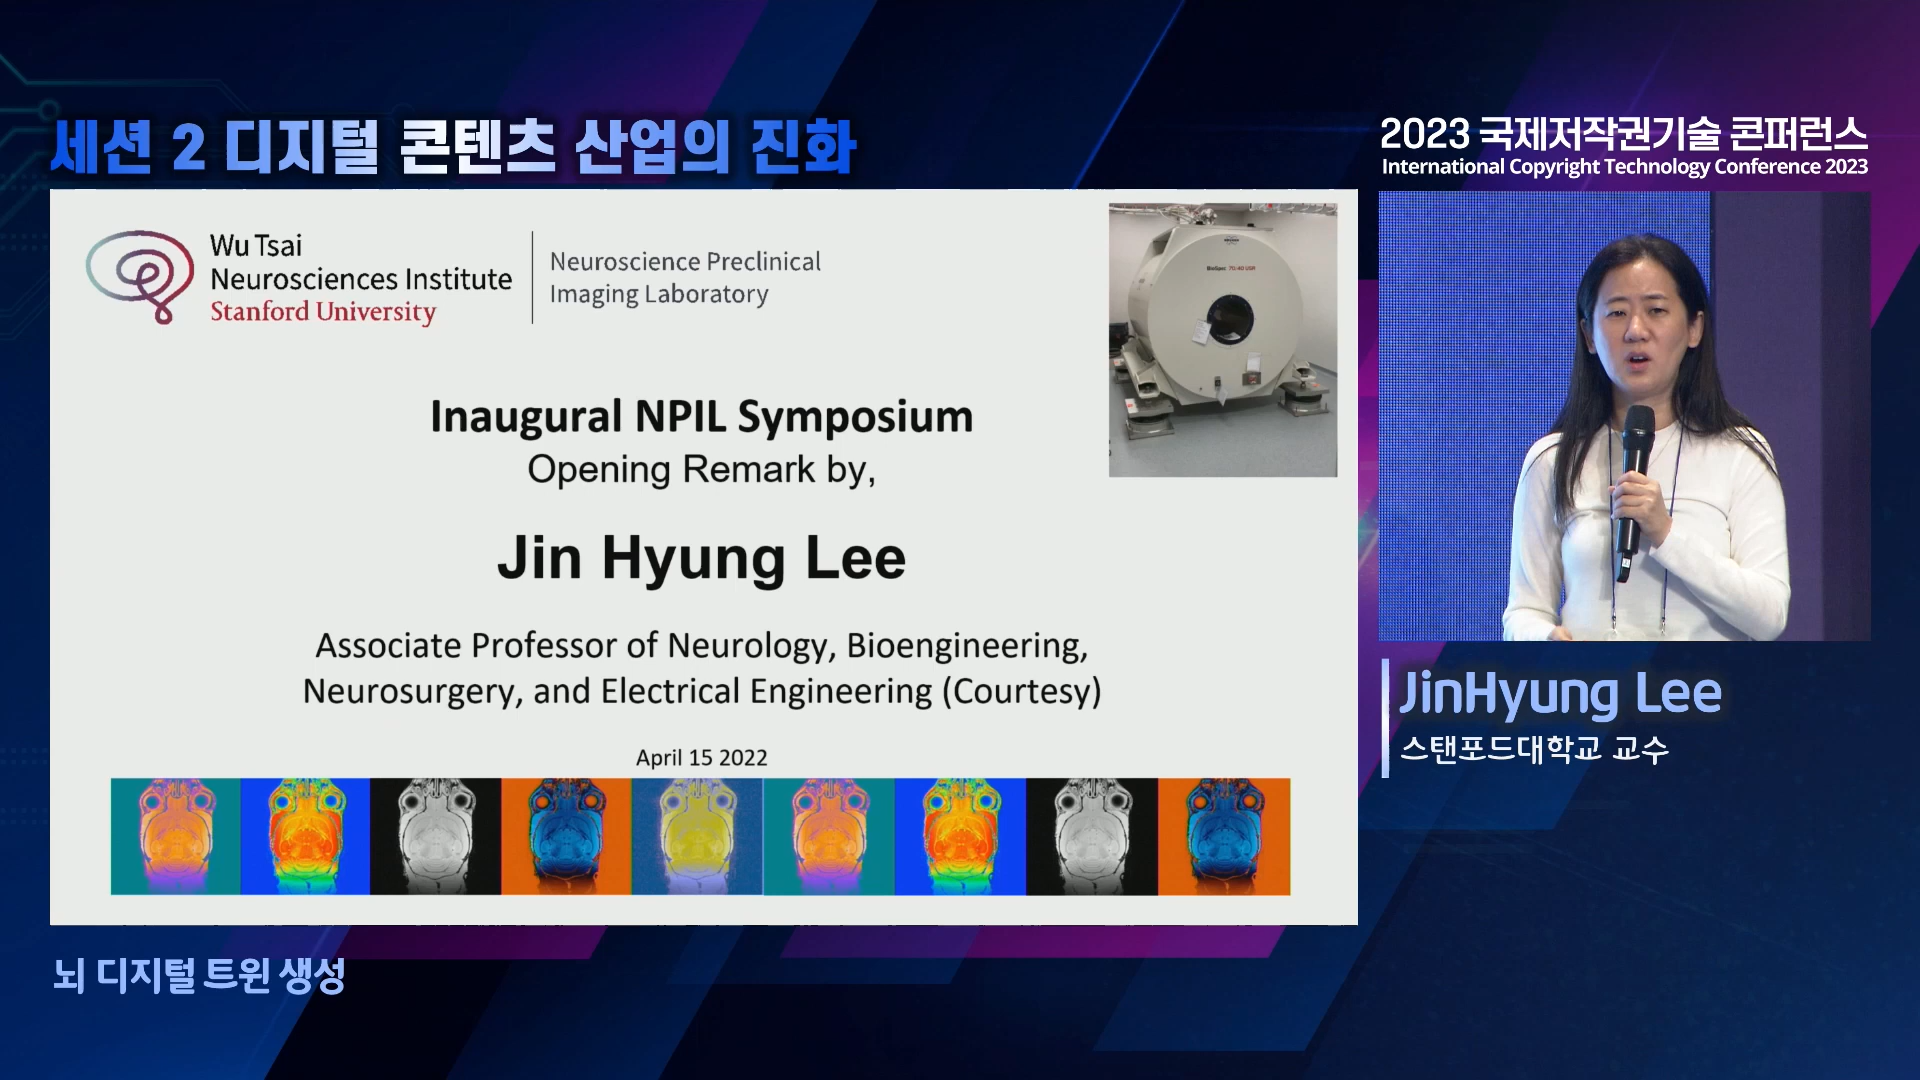 세션 2 디지털 콘텐츠 산업의 진화
2023 국제저작권기술 콘퍼런스
International Copyright Technology Conference 2023
Wu Tsai
Neurosciences Institute
Stanford University
Neuroscience Preclinical
Imaging Laboratory
BioSpec 70/40 USR
Inaugural NPIL Symposium
Opening Remark by,
Jin Hyung Lee
Associate Professor of Neurology, Bioengineering,
Neurosurgery, and Electrical Engineering (Courtesy)
April 15 2022
JinHyung Lee
스탠포드대학교 교수
뇌 디지털 트윈 생성